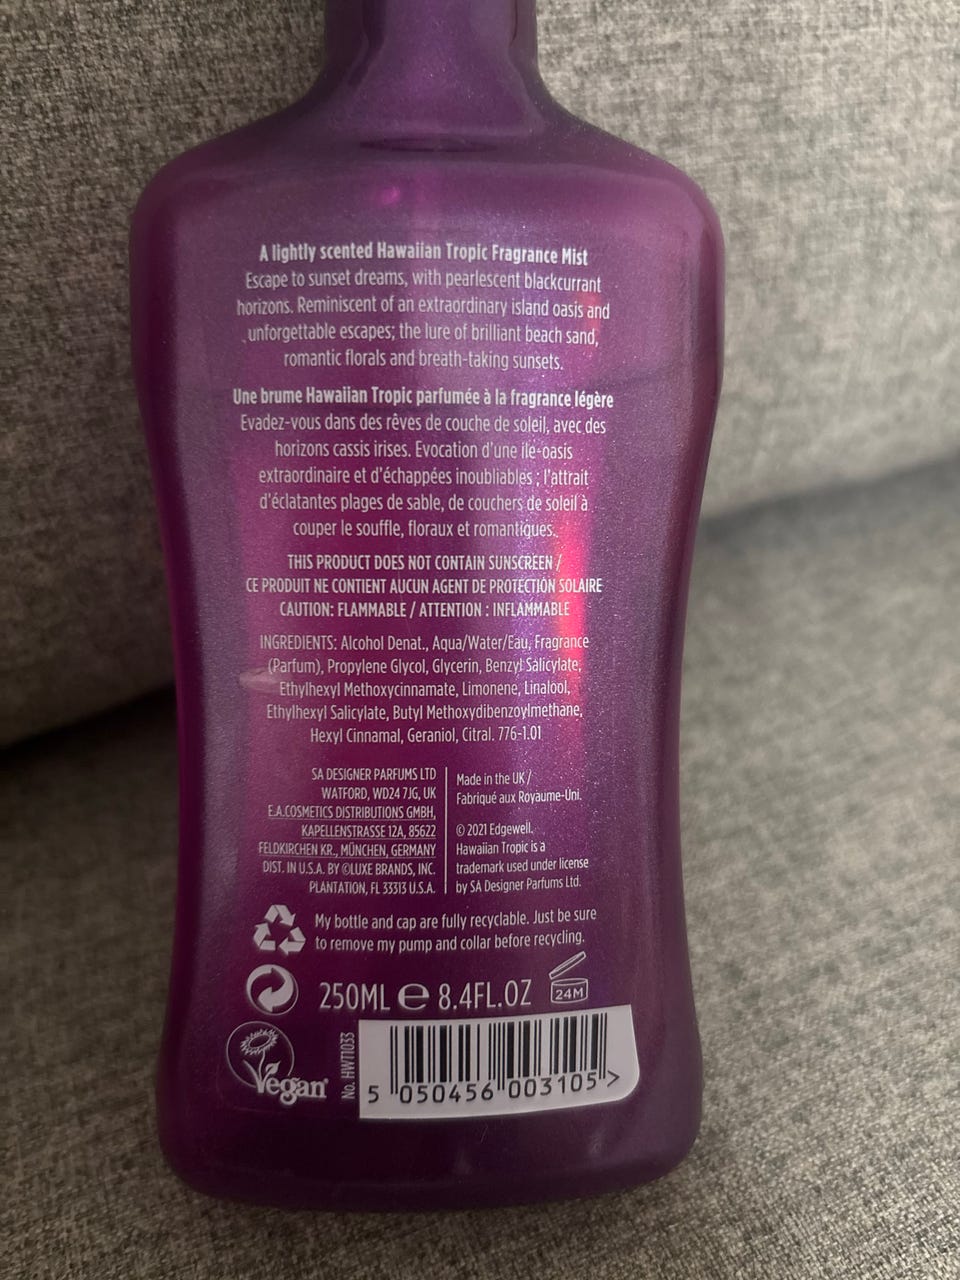 A lightly scented Hawaiian Tropic Fragrance Mist
Escape to sunset dreams, with pearlescent blackcurrant
horizons. Reminiscent of an extraordinary island oasis and
unforgettable escapes; the lure of brilliant beach sand,
romantic florals and breath-taking sunsets.
Une brume Hawaiian Tropic parfumée à la fragrance légère
Evadez-vous dans des rêves de couche de soleil, avec des
horizons cassis irises. Evocation d'une ile-oasis
extraordinaire et d'échappées inoubliables ; l'attrait
d'éclatantes plages de sable, de couchers de soleil à
couper le souffle, floraux et romantiques.
THIS PRODUCT DOES NOT CONTAIN SUNSCREEN /
CE PRODUIT NE CONTIENT AUCUN AGENT DE PROTECTION SOLAIRE
CAUTION: FLAMMABLE / ATTENTION : INFLAMMABLE
INGREDIENTS: Alcohol Denat., Aqua/Water/Eau, Fragrance
(Parfum), Propylene Glycol, Glycerin, Benzyl Salicylate,
Ethylhexyl Methoxycinnamate, Limonene, Linalool,
Ethylhexyl Salicylate, Butyl Methoxydibenzoylmethane,
Hexyl Cinnamal, Geraniol, Citral. 776-1.01
SA DESIGNER PARFUMS LTD
WATFORD, WD24 7JG, UK
E.A.COSMETICS DISTRIBUTIONS GMBH,
KAPELLENSTRASSE 12A, 85622
FELDKIRCHEN KR., MÜNCHEN, GERMANY
DIST. IN U.S.A. BY ©LUXE BRANDS, INC.
PLANTATION, FL 33313 U.S.A.
Made in the UK /
Fabriqué aux Royaume-Uni.
© 2021 Edgewell.
Hawaiian Tropic is a
trademark used under license
by SA Designer Parfums Ltd.
My bottle and cap are fully recyclable. Just be sure
to remove my pump and collar before recycling.
250ML e 8.4FL.OZ
24M
Vegan
No. HWT1033
5 050456 003105 >